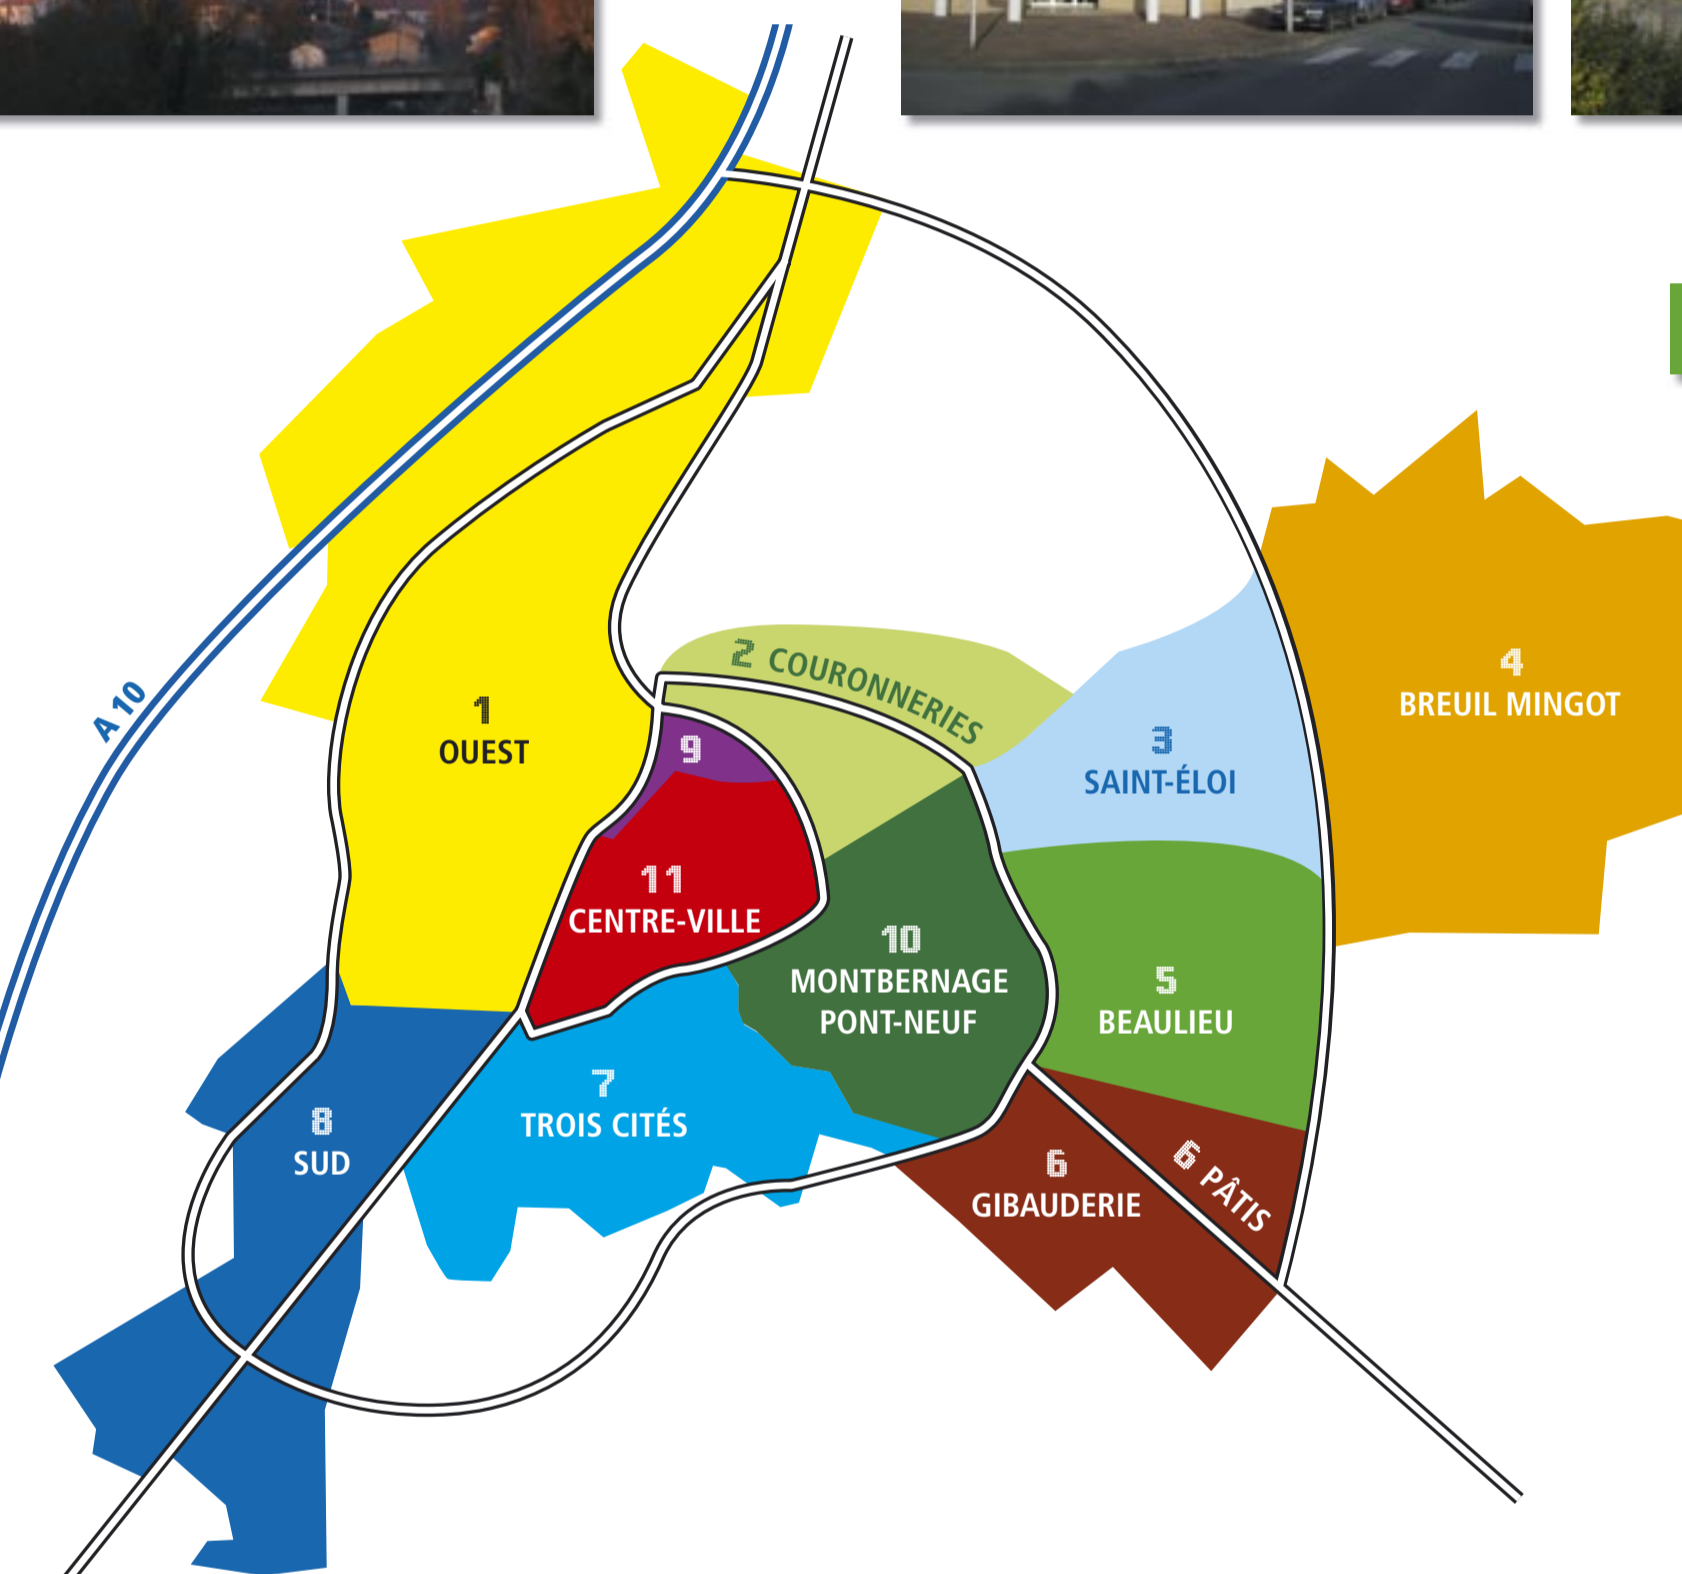 A 10
1
OUEST
2 COURONNERIES
3
SAINT-ÉLOI
4
BREUIL MINGOT
9
11
CENTRE-VILLE
10
MONTBERNAGE
PONT-NEUF
5
BEAULIEU
7
TROIS CITÉS
8
SUD
6
GIBAUDERIE
6 PÂTIS